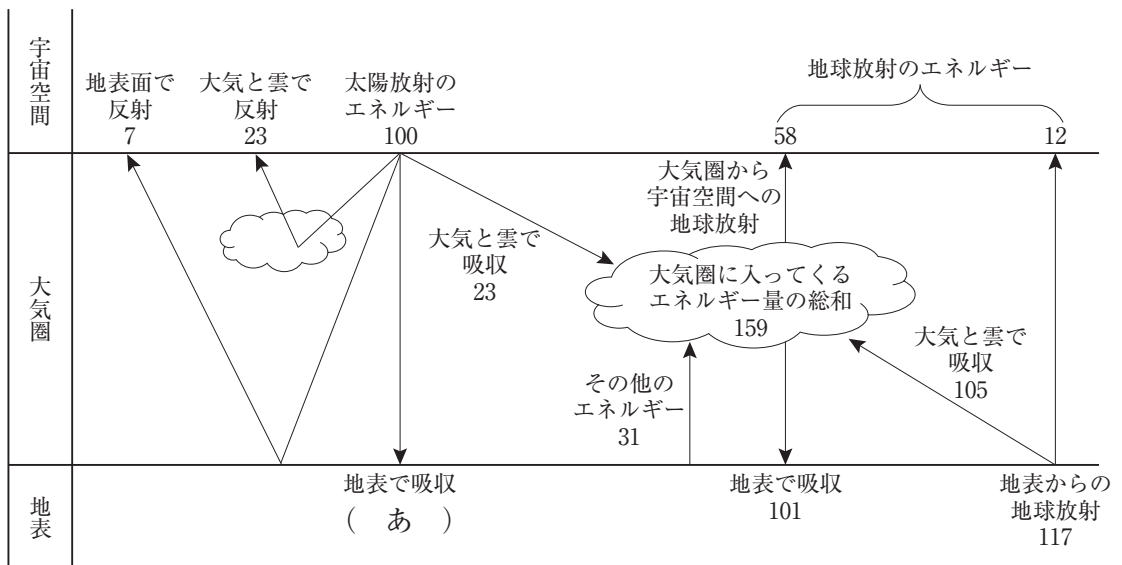 宇宙空間
地表面で
反射
7
大気と雲で
反射
23
太陽放射の
エネルギー
100
地球放射のエネルギー
58
12
大気圏
大気と雲で
吸収
23
大気圏から
宇宙空間への
地球放射
大気圏に入ってくる
エネルギー量の総和
159
その他の
エネルギー
31
大気と雲で
吸収
105
地表
地表で吸収
( あ )
地表で吸収
101
地表からの
地球放射
117